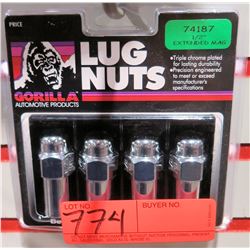 PRICE
74187
1/2"
EXTENDED MAG
LUG
NUTS
GORILLA
AUTOMOTIVE PRODUCTS
• Triple chrome plated
for lasting durability
• Precision engineered
to meet or exceed
manufacturer's
specifications
LOT NO.
774
BUYER NO.